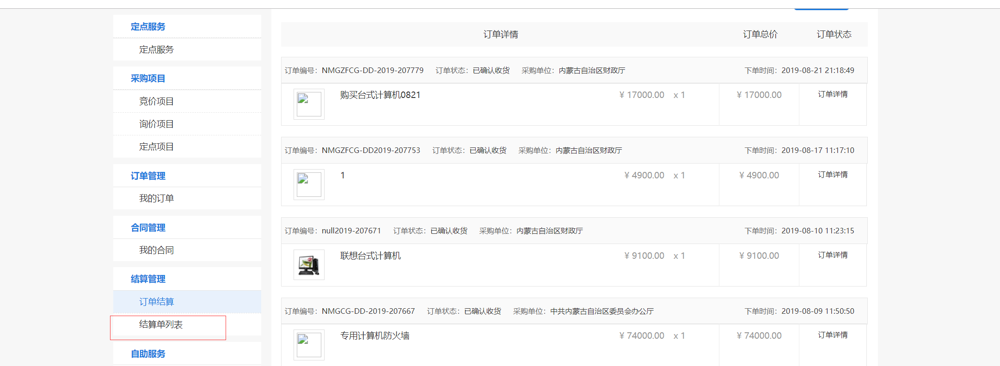 定点服务
定点服务
采购项目
竞价项目
询价项目
定点项目
订单管理
我的订单
合同管理
我的合同
结算管理
订单结算
结算单列表
自助服务
订单详情 订单总价 订单状态
订单编号：NMGZFCG-DD-2019-207779 订单状态：已确认收货 采购单位：内蒙古自治区财政厅 下单时间：2019-08-21 21:18:49
购买台式计算机0821 ¥ 17000.00 x 1 ¥ 17000.00 订单详情
订单编号：NMGZFCG-DD2019-207753 订单状态：已确认收货 采购单位：内蒙古自治区财政厅 下单时间：2019-08-17 11:17:10
1 ¥ 4900.00 x 1 ¥ 4900.00 订单详情
订单编号：null2019-207671 订单状态：已确认收货 采购单位：内蒙古自治区财政厅 下单时间：2019-08-10 11:23:15
联想台式计算机 ¥ 9100.00 x 1 ¥ 9100.00 订单详情
订单编号：NMGCG-DD-2019-207667 订单状态：已确认收货 采购单位：中共内蒙古自治区委员会办公厅 下单时间：2019-08-09 11:50:50
专用计算机防火墙 ¥ 74000.00 x 1 ¥ 74000.00 订单详情